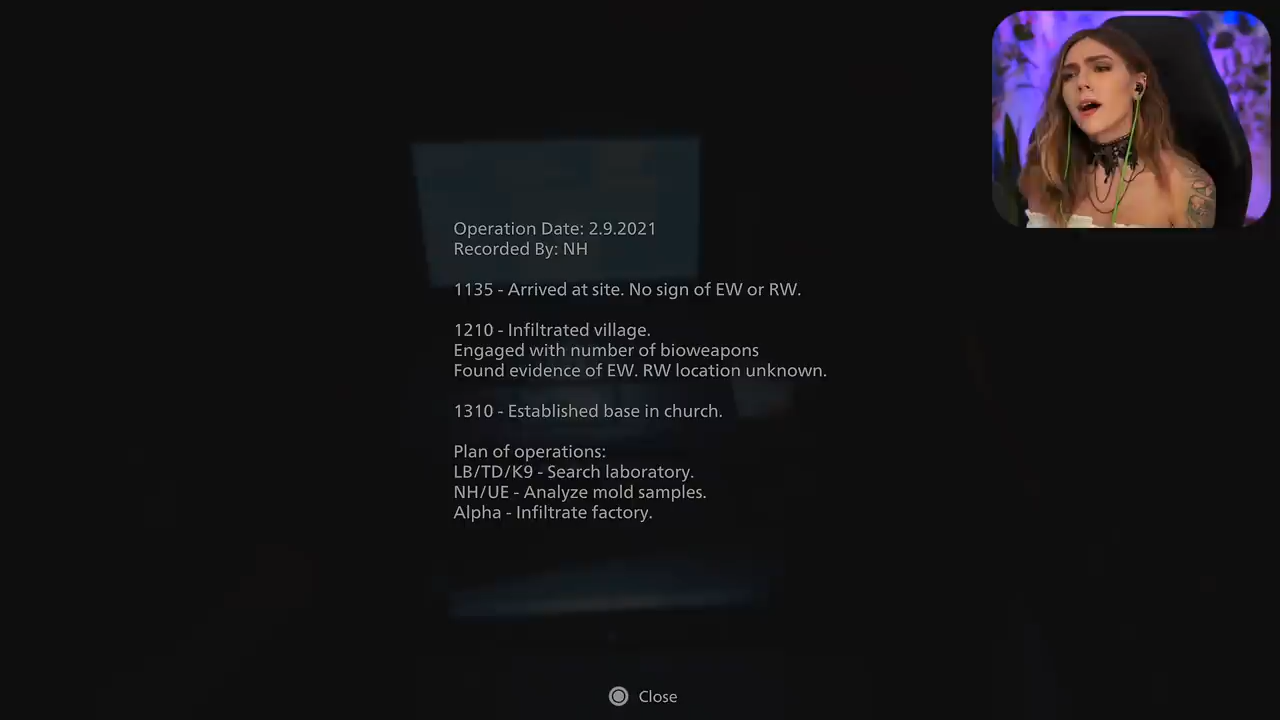 Operation Date: 2.9.2021
Recorded By: NH
1135 - Arrived at site. No sign of EW or RW.
1210 - Infiltrated village.
Engaged with number of bioweapons
Found evidence of EW. RW location unknown.
1310 - Established base in church.
Plan of operations:
LB/TD/K9 - Search laboratory.
NH/UE - Analyze mold samples.
Alpha - Infiltrate factory.
Close